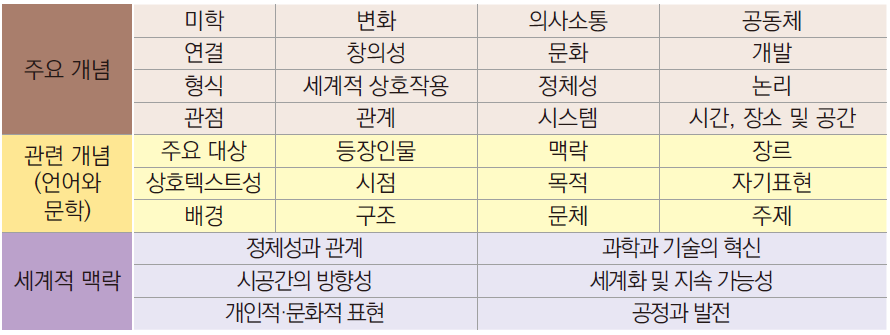 주요 개념
미학 변화 의사소통 공동체
연결 창의성 문화 개발
형식 세계적 상호작용 정체성 논리
관점 관계 시스템 시간, 장소 및 공간
관련 개념
(언어와
문학)
주요 대상 등장인물 맥락 장르
상호텍스트성 시점 목적 자기표현
배경 구조 문체 주제
세계적 맥락
정체성과 관계 과학과 기술의 혁신
시공간의 방향성 세계화 및 지속 가능성
개인적·문화적 표현 공정과 발전